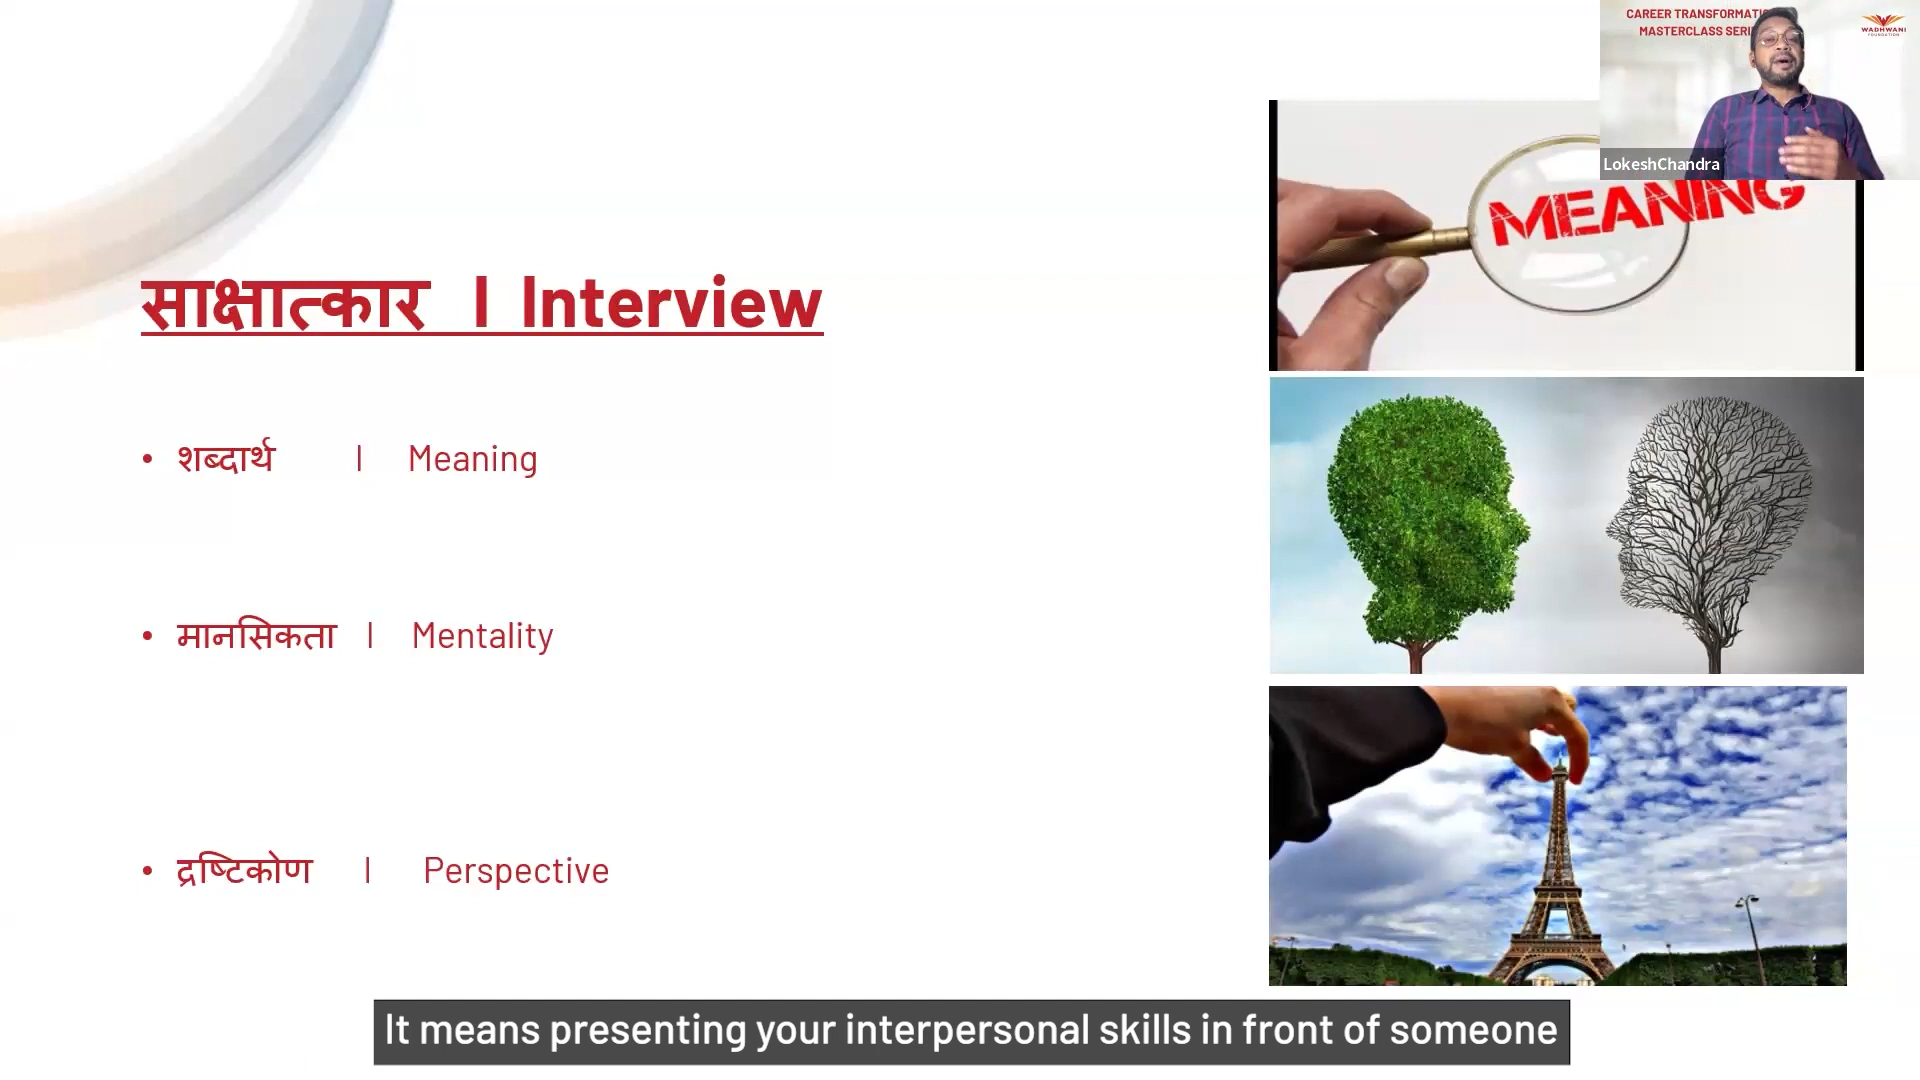 CAREER TRANSFORMATI
MASTERCLASS SERI
WADHWANI
FOUNDATION
LokeshChandra
MEANING
साक्षात्कार I Interview
• शब्दार्थ I Meaning
• मानसिकता I Mentality
• द्रष्टिकोण I Perspective
It means presenting your interpersonal skills in front of someone